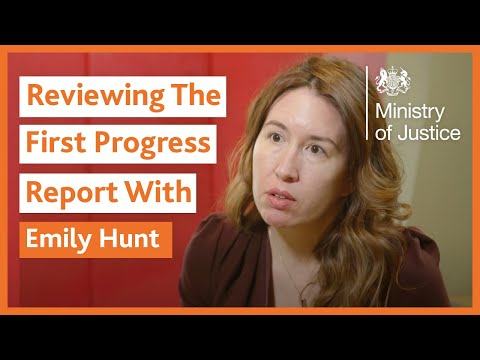 Reviewing The
First Progress
Report With
Emily Hunt
Ministry
of Justice